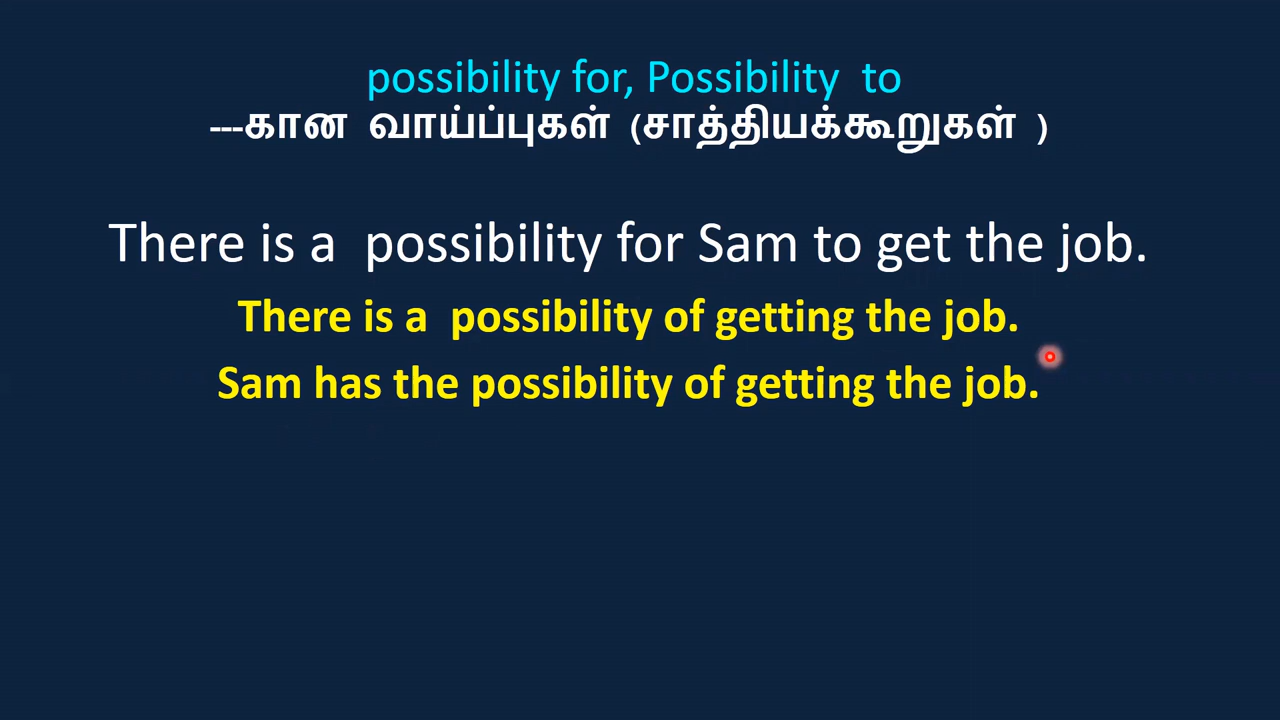 possibility for, Possibility to
---கான வாய்ப்புகள் (சாத்தியக்கூறுகள் )
There is a possibility for Sam to get the job.
There is a possibility of getting the job.
Sam has the possibility of getting the job.